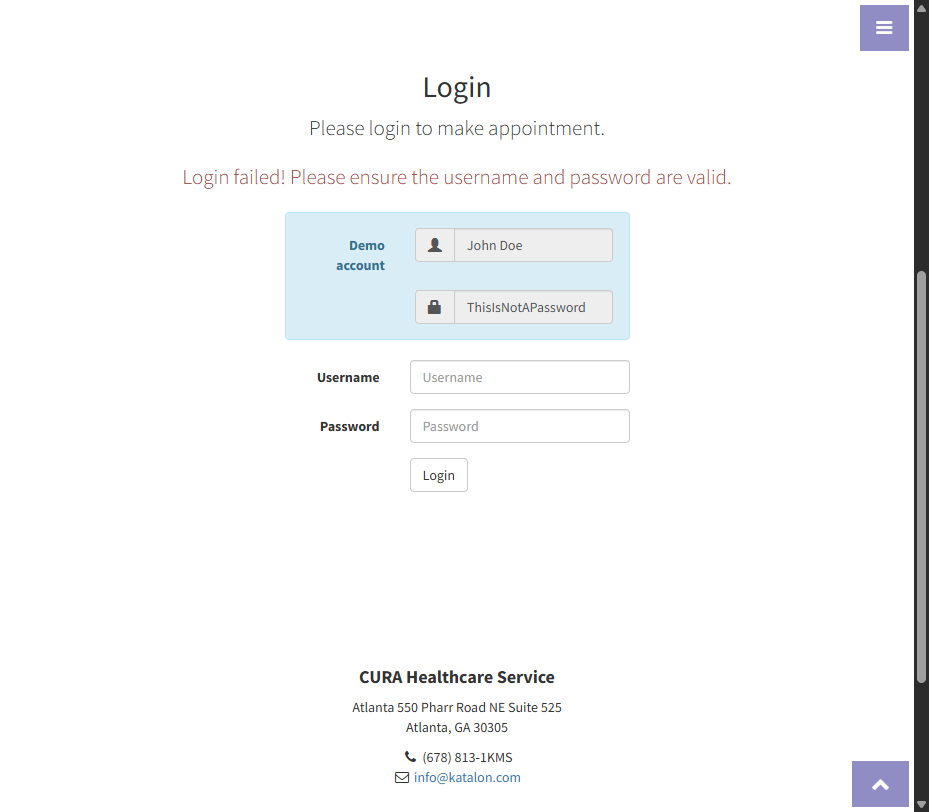 Login
Please login to make appointment.
Login failed! Please ensure the username and password are valid.
Demo account
John Doe
ThisIsNotAPassword
Username
Username
Password
Password
Login
CURA Healthcare Service
Atlanta 550 Pharr Road NE Suite 525
Atlanta, GA 30305
(678) 813-1KMS
info@katalon.com